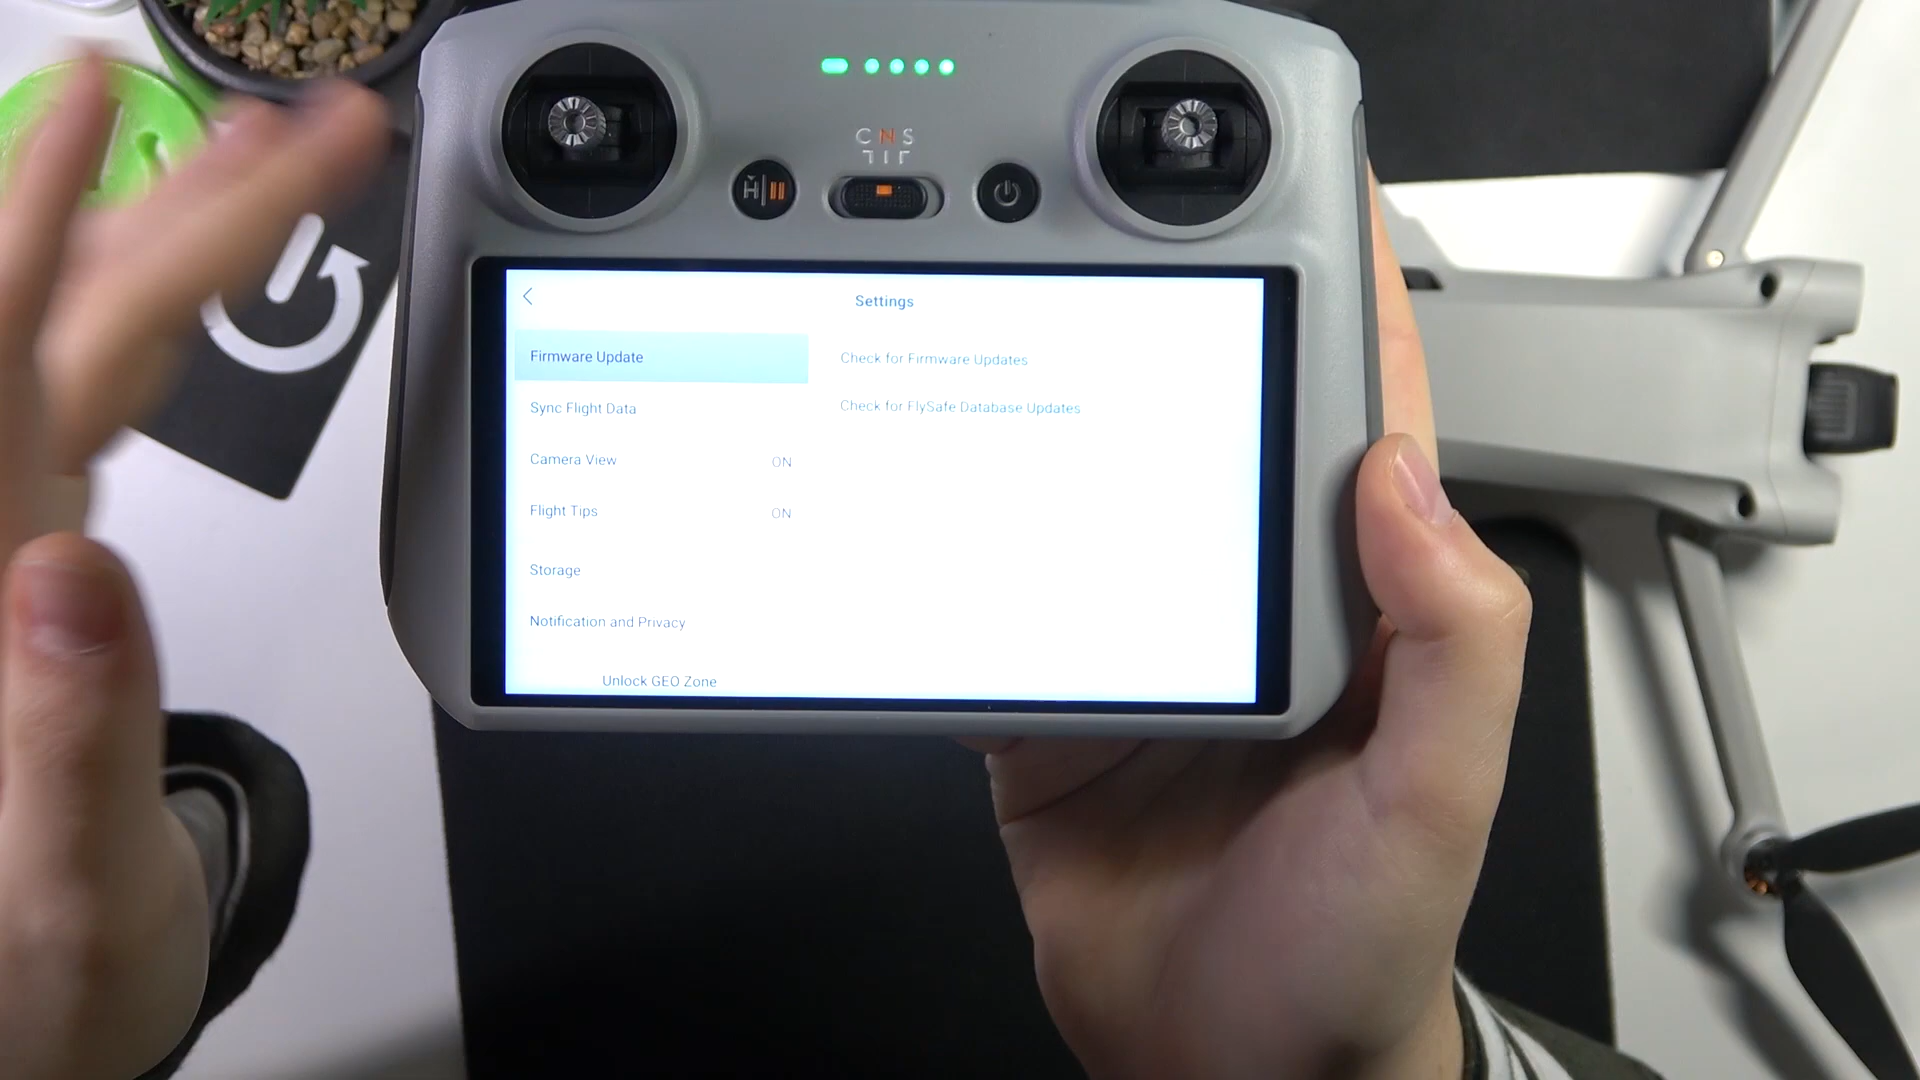 C N S
H
Settings
Firmware Update
Check for Firmware Updates
Sync Flight Data
Check for FlySafe Database Updates
Camera View ON
Flight Tips ON
Storage
Notification and Privacy
Unlock GEO Zone